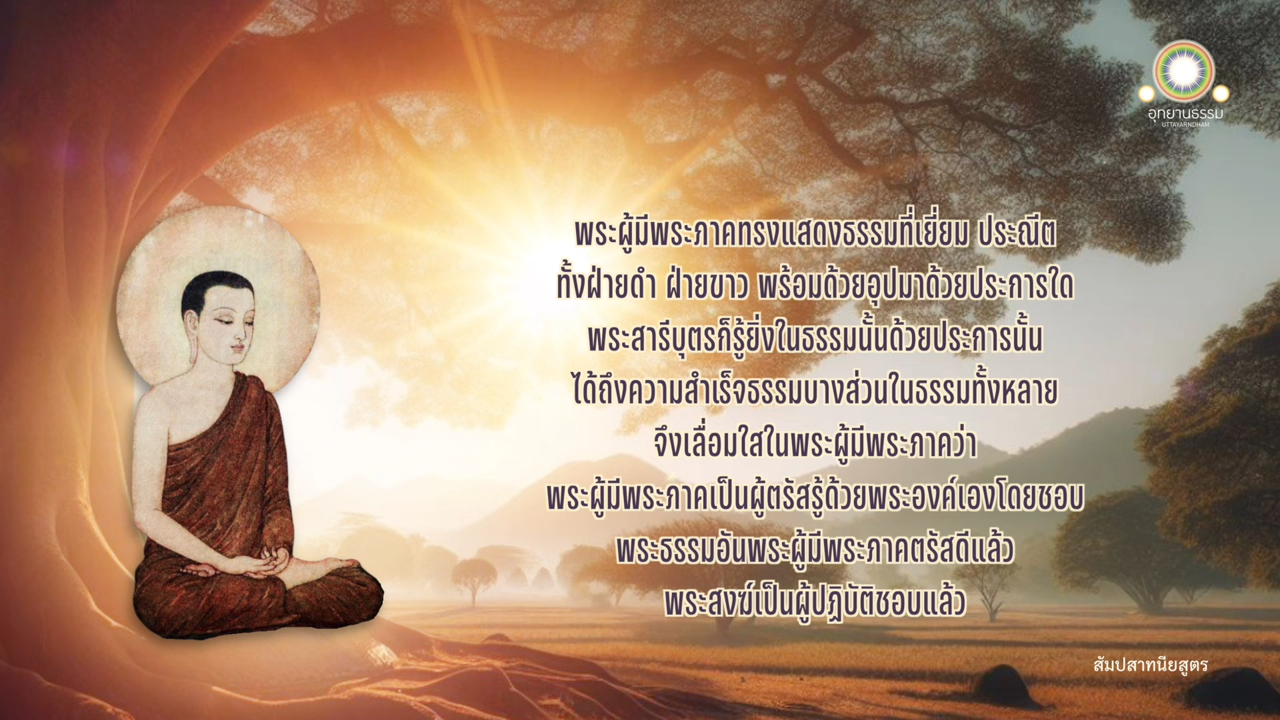 อุทยานธรรม
UTTAYARNDHAM
พระผู้มีพระภาคทรงแสดงธรรมที่เยี่ยม ประณีต
ทั้งฝ่ายดำ ฝ่ายขาว พร้อมด้วยอุปมาด้วยประการใด
พระสารีบุตรก็รู้ยิ่งในธรรมนั้นด้วยประการนั้น
ได้ถึงความสำเร็จธรรมบางส่วนในธรรมทั้งหลาย
จึงเลื่อมใสในพระผู้มีพระภาคว่า
พระผู้มีพระภาคเป็นผู้ตรัสรู้ด้วยพระองค์เองโดยชอบ
พระธรรมอันพระผู้มีพระภาคตรัสดีแล้ว
พระสงฆ์เป็นผู้ปฏิบัติชอบแล้ว
สัมปสาทนียสูตร